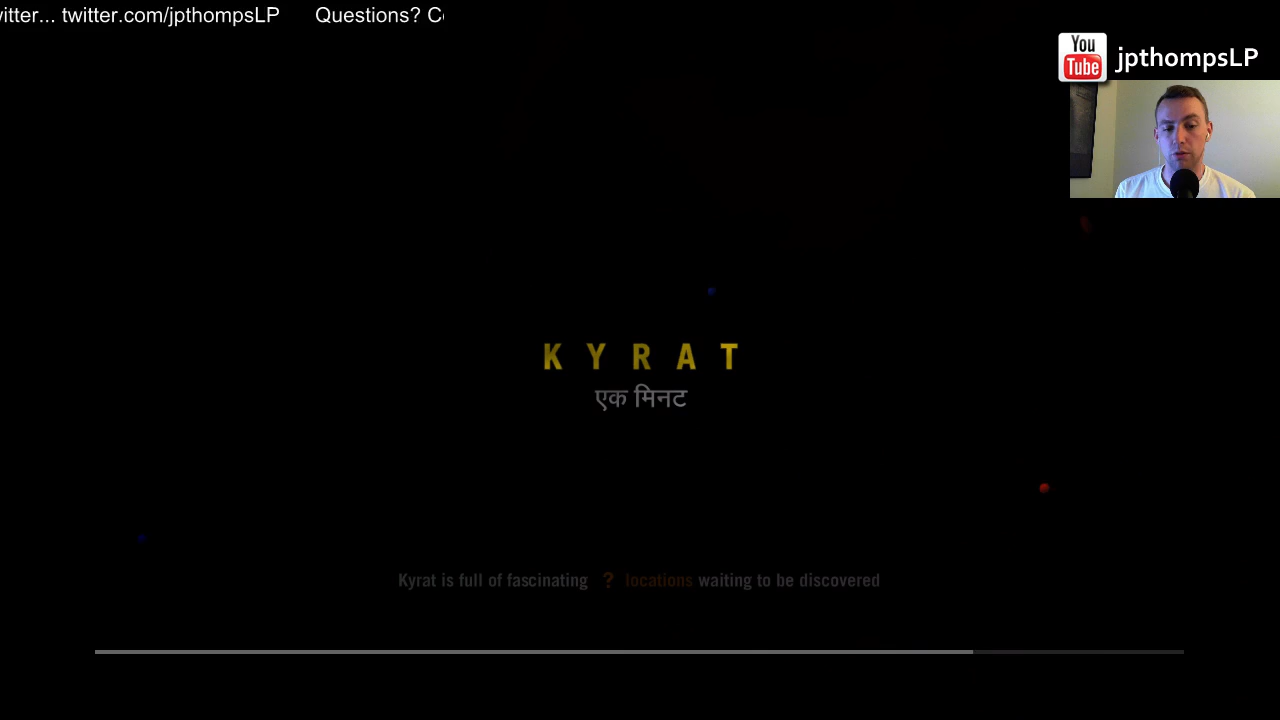 itter... twitter.com/jpthompsLP Questions? C
You
Tube
jpthompsLP
KYRAT
एक मिनट
Kyrat is full of fascinating ? locations waiting to be discovered